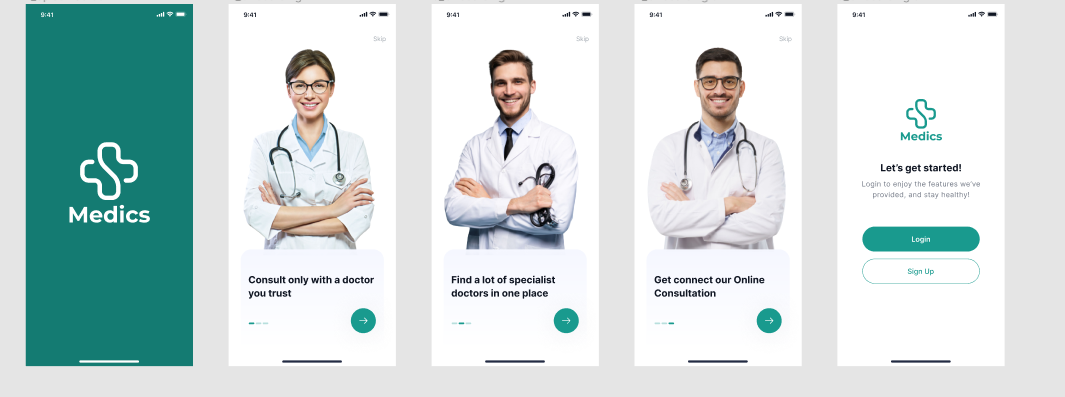 9:41
Medics
9:41
Skip
Consult only with a doctor
you trust
9:41
Skip
Find a lot of specialist
doctors in one place
9:41
Skip
Get connect our Online
Consultation
9:41
Medics
Let's get started!
Login to enjoy the features we've
provided, and stay healthy!
Login
Sign Up